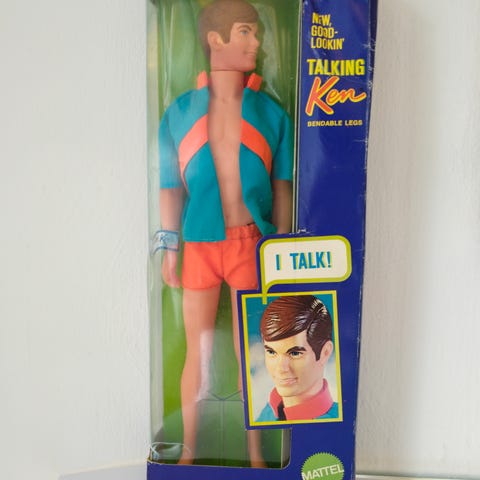 NEW,
GOOD-
LOOKIN'
TALKING
Ken
BENDABLE LEGS
I TALK!
MATTEL